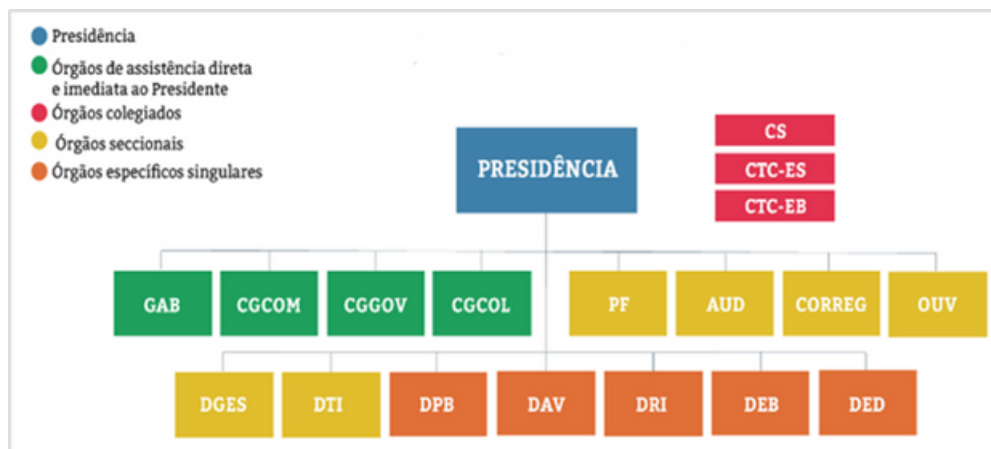 Presidência
Órgãos de assistência direta
e imediata ao Presidente
Órgãos colegiados
Órgãos seccionais
Órgãos específicos singulares
PRESIDÊNCIA
CS
CTC-ES
CTC-EB
GAB
CGCOM
CGGOV
CGCOL
PF
AUD
CORREG
OUV
DGES
DTI
DPB
DAV
DRI
DEB
DED